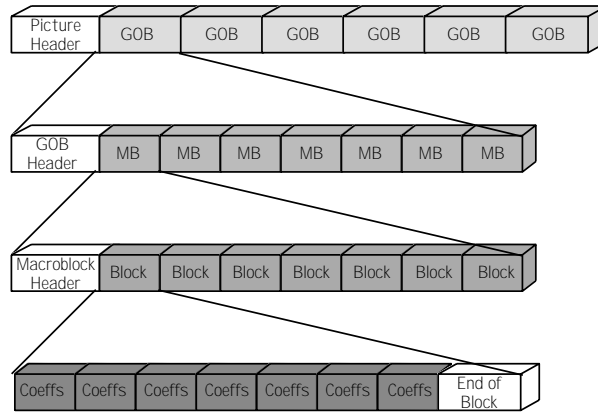 Picture Header GOB GOB GOB GOB GOB GOB
GOB Header MB MB MB MB MB MB MB
Macroblock Header Block Block Block Block Block Block Block
Coeffs Coeffs Coeffs Coeffs Coeffs Coeffs Coeffs End of Block